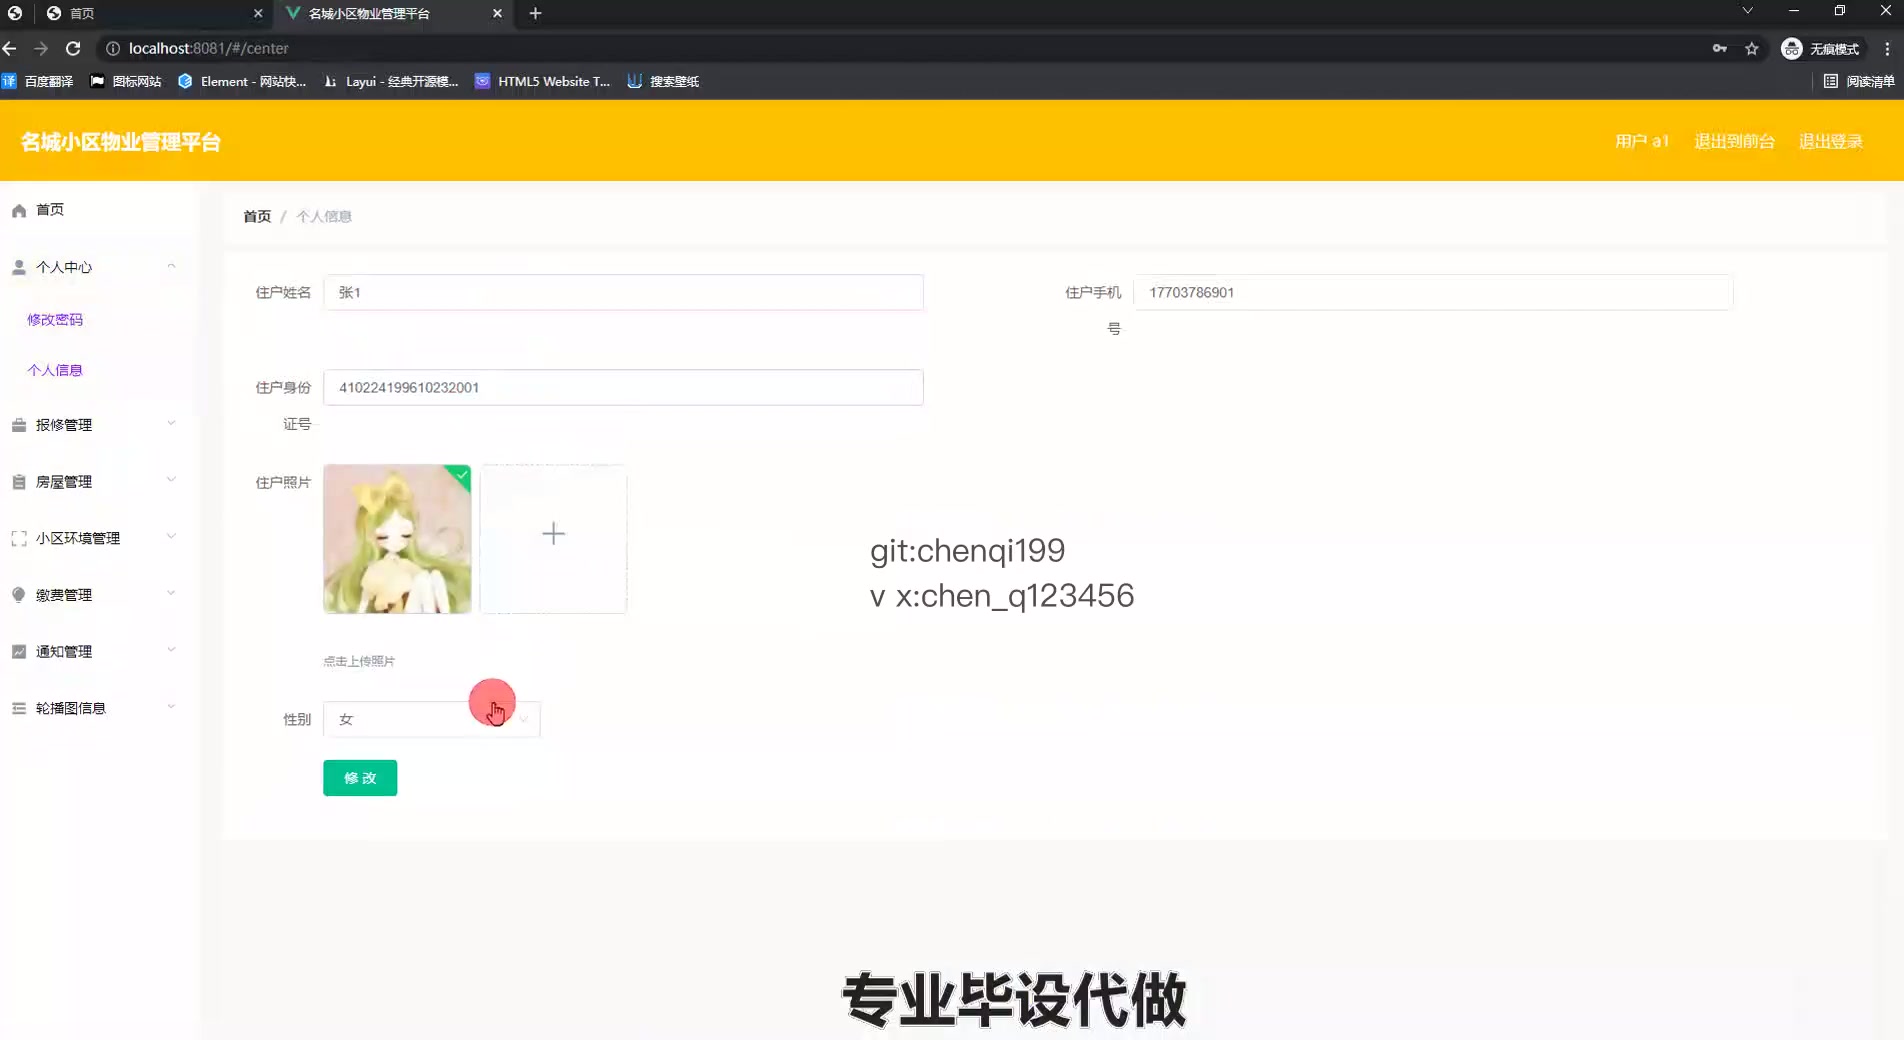 首页
名城小区物业管理平台
localhost:8081/#/center
无痕模式
译 百度翻译
图标网站
Element - 网站快...
Layui - 经典开源模...
HTML5 Website T...
搜索壁纸
阅读清单
名城小区物业管理平台
用户 a1
退出到前台
退出登录
首页
个人中心
修改密码
个人信息
报修管理
房屋管理
小区环境管理
缴费管理
通知管理
轮播图信息
首页 / 个人信息
住户姓名
张1
住户手机
号
17703786901
住户身份
证号
410224199610232001
住户照片
点击上传照片
性别
女
修 改
git:chenqi199
v x:chen_q123456
专业毕设代做